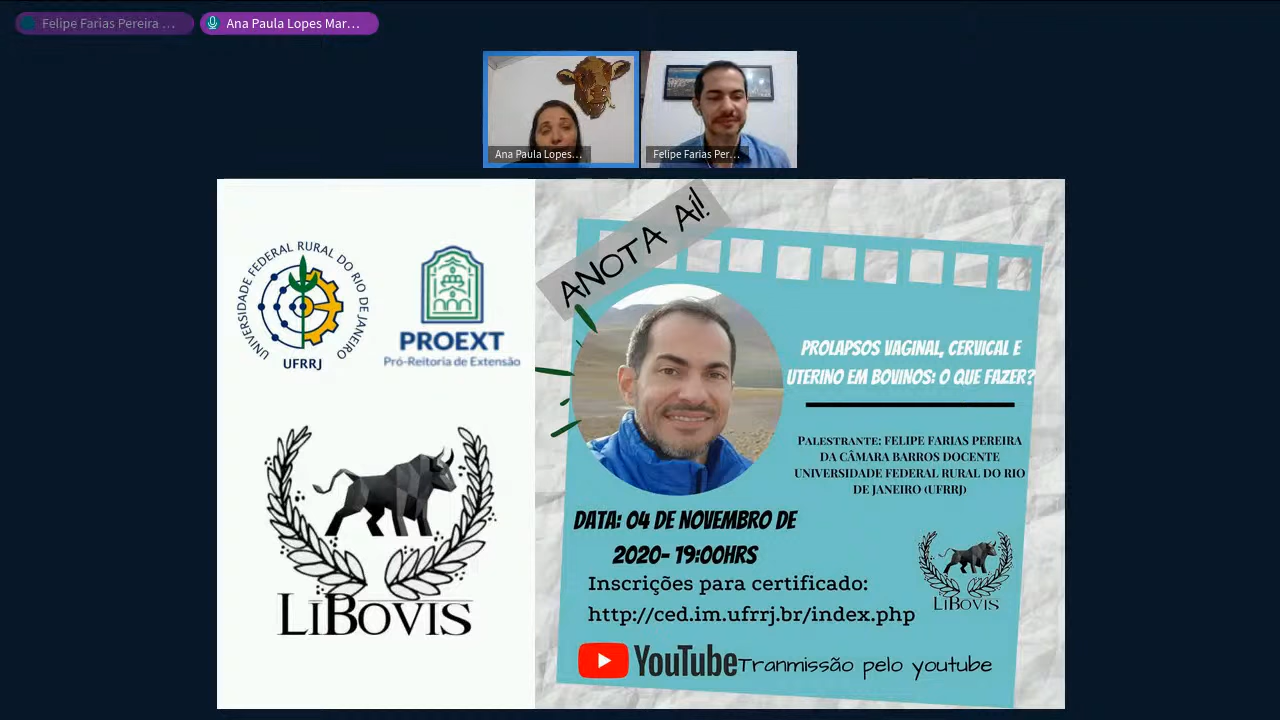 Felipe Farias Pereira ...
Ana Paula Lopes Mar...
Ana Paula Lopes...
Felipe Farias Per...
UNIVERSIDADE FEDERAL RURAL DO RIO DE JANEIRO
UFRRJ
PROEXT
Pró-Reitoria de Extensão
LIBOVIS
ANOTA Aí!
PROLAPSOS VAGINAL, CERVICAL E
UTERINO EM BOVINOS: O QUE FAZER?
PALESTRANTE: FELIPE FARIAS PEREIRA
DA CÂMARA BARROS DOCENTE
UNIVERSIDADE FEDERAL RURAL DO RIO
DE JANEIRO (UFRRJ)
DATA: 04 DE NOVEMBRO DE
2020- 19:00HRS
Inscrições para certificado:
http://ced.im.ufrrj.br/index.php
LIBOVIS
YouTube Tranmissão pelo youtube